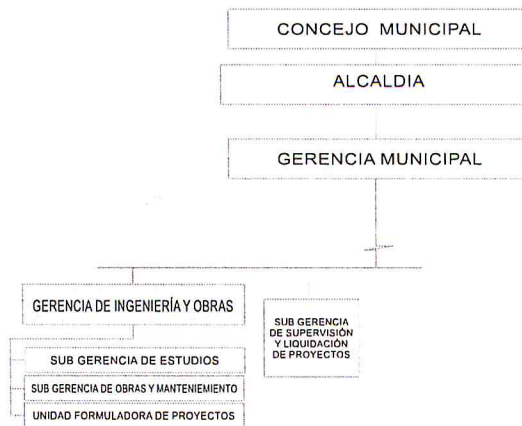 CONCEJO MUNICIPAL
ALCALDIA
GERENCIA MUNICIPAL
GERENCIA DE INGENIERÍA Y OBRAS
SUB GERENCIA DE ESTUDIOS
SUB GERENCIA DE OBRAS Y MANTENIEMIENTO
UNIDAD FORMULADORA DE PROYECTOS
SUB GERENCIA
DE SUPERVISIÓN
Y LIQUIDACIÓN
DE PROYECTOS